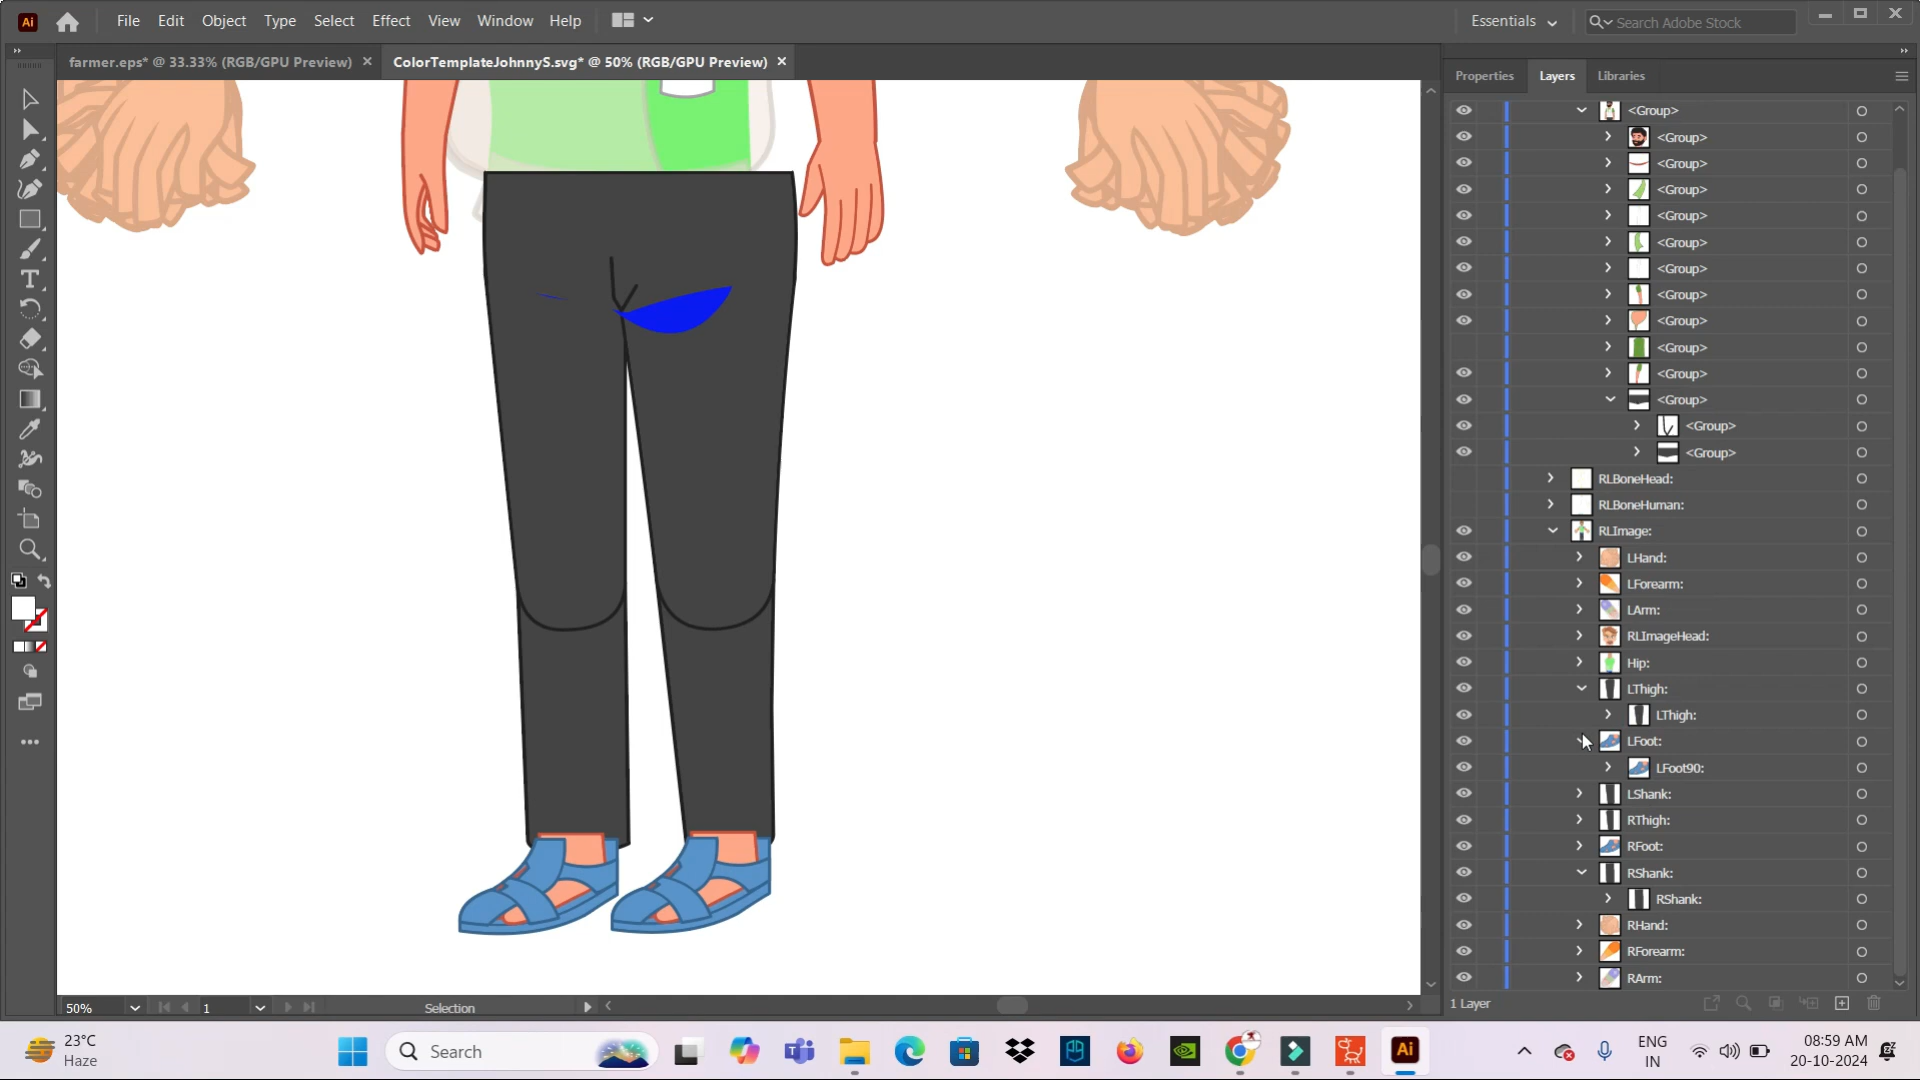 Ai File Edit Object Type Select Effect View Window Help Essentials Search Adobe Stock
farmer.eps* @ 33.33% (RGB/GPU Preview) × ColorTemplateJohnnyS.svg* @ 50% (RGB/GPU Preview) ×
Properties Layers Libraries
<Group>
<Group>
<Group>
<Group>
<Group>
<Group>
<Group>
<Group>
<Group>
<Group>
<Group>
<Group>
<Group>
<Group>
RLBoneHead:
RLBoneHuman:
RLImage:
LHand:
LForearm:
LArm:
RLImageHead:
Hip:
LThigh:
LThigh:
LFoot:
LFoot90:
LShank:
RThigh:
RFoot:
RShank:
RShank:
RHand:
RForearm:
RArm:
50% 1 Selection
1 Layer
23°C
Haze
Search
Ai
ENG
IN
08:59 AM
20-10-2024